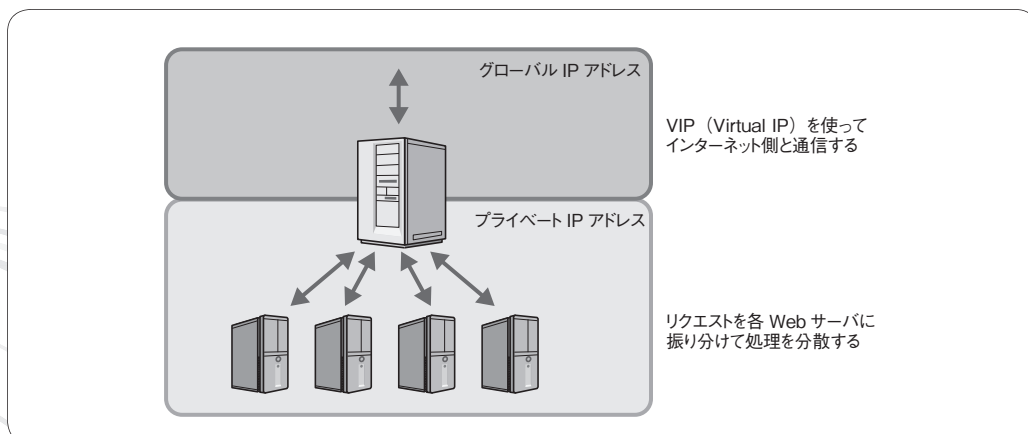 グローバル IP アドレス
VIP（Virtual IP）を使って
インターネット側と通信する
プライベート IP アドレス
リクエストを各 Web サーバに
振り分けて処理を分散する